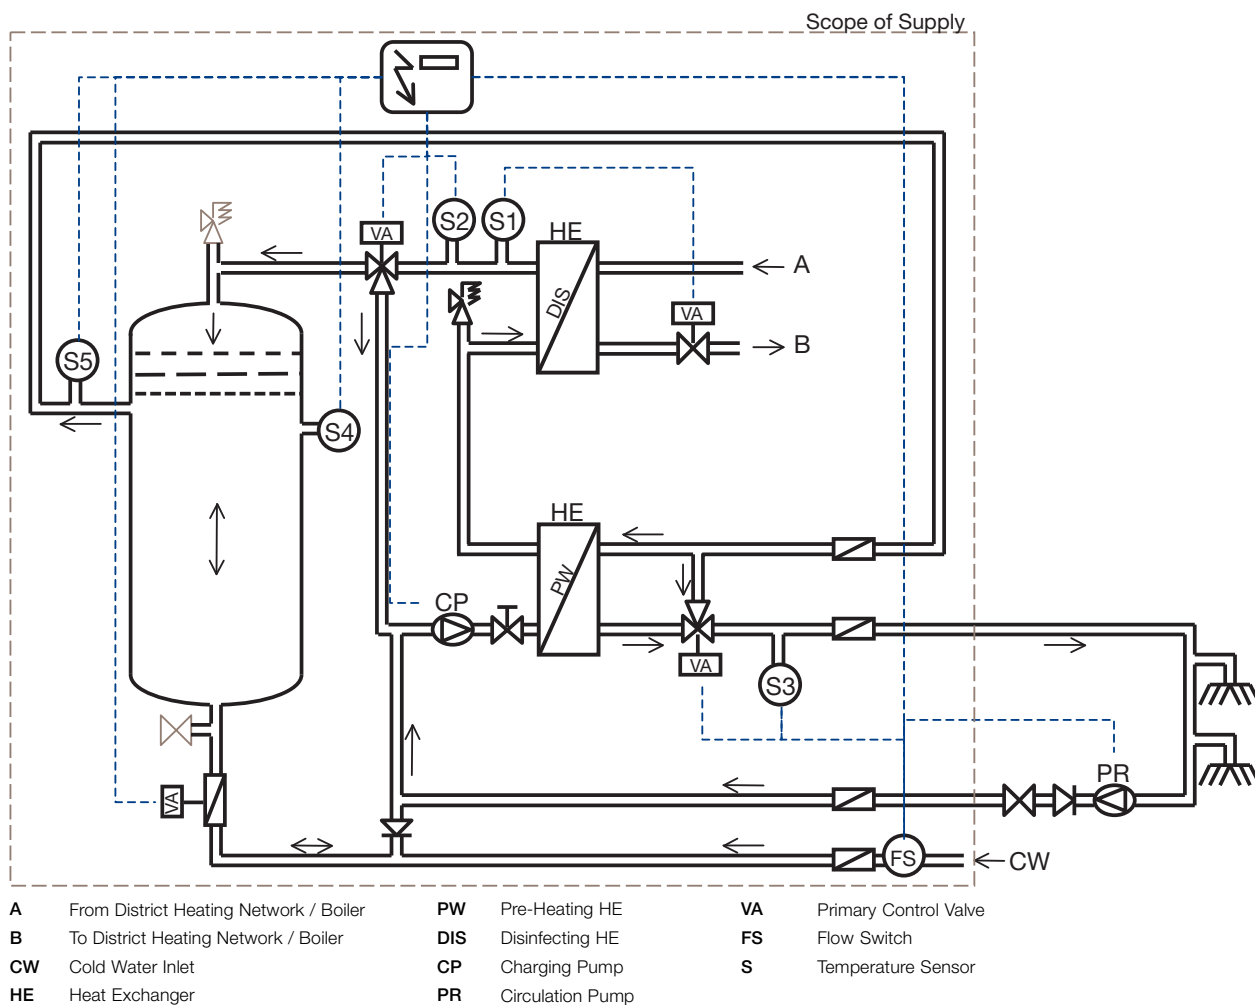 Scope of Supply
S2
S1
HE
VA
A
DIS
VA
B
S5
S4
HE
PW
CP
VA
S3
PR
VA
FS
CW
A From District Heating Network / Boiler
B To District Heating Network / Boiler
CW Cold Water Inlet
HE Heat Exchanger
PW Pre-Heating HE
DIS Disinfecting HE
CP Charging Pump
PR Circulation Pump
VA Primary Control Valve
FS Flow Switch
S Temperature Sensor